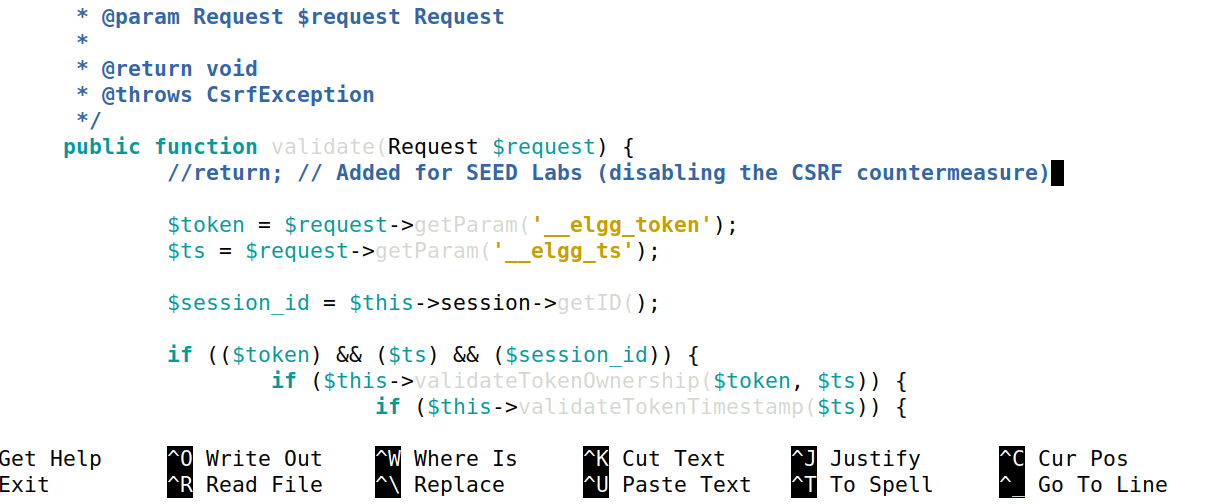 * @param Request $request Request
*
* @return void
* @throws CsrfException
*/
public function validate(Request $request) {
//return; // Added for SEED Labs (disabling the CSRF countermeasure)
$token = $request->getParam('__elgg_token');
$ts = $request->getParam('__elgg_ts');
$session_id = $this->session->getID();
if (($token) && ($ts) && ($session_id)) {
if ($this->validateTokenOwnership($token, $ts)) {
if ($this->validateTokenTimestamp($ts)) {
Get Help ^O Write Out ^W Where Is ^K Cut Text ^J Justify ^C Cur Pos
Exit ^R Read File ^\ Replace ^U Paste Text ^T To Spell ^_ Go To Line